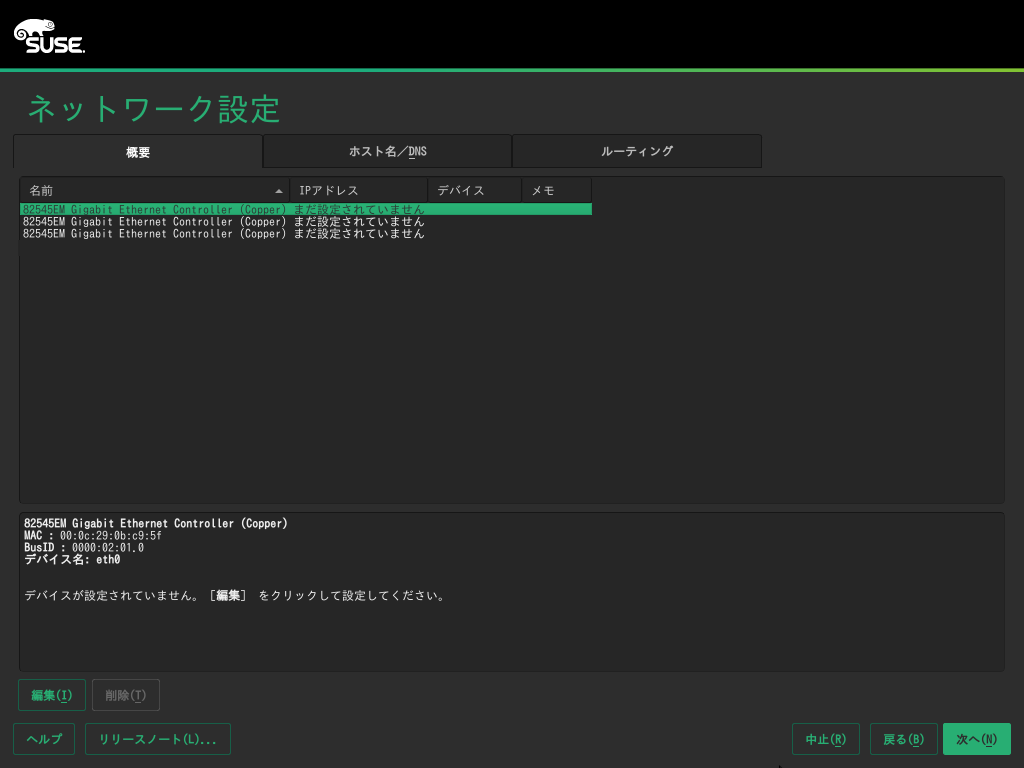 SUSE
ネットワーク設定
概要 ホスト名／DNS ルーティング
名前 IPアドレス デバイス メモ
82545EM Gigabit Ethernet Controller (Copper) まだ設定されていません
82545EM Gigabit Ethernet Controller (Copper) まだ設定されていません
82545EM Gigabit Ethernet Controller (Copper) まだ設定されていません
82545EM Gigabit Ethernet Controller (Copper)
MAC : 00:0c:29:0b:c9:5f
BusID : 0000:02:01.0
デバイス名: eth0
デバイスが設定されていません。 [編集] をクリックして設定してください。
編集(I) 削除(T)
ヘルプ リリースノート(L)... 中止(R) 戻る(B) 次へ(N)